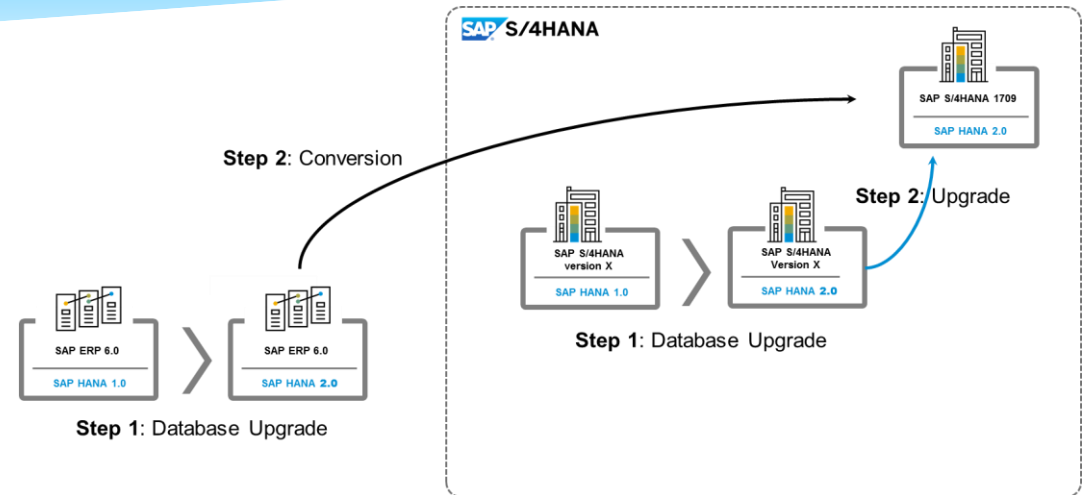 SAP S/4HANA
SAP S/4HANA 1709
SAP HANA 2.0
Step 2: Conversion
Step 2: Upgrade
SAP S/4HANA
version X
SAP HANA 1.0
SAP S/4HANA
Version X
SAP HANA 2.0
Step 1: Database Upgrade
SAP ERP 6.0
SAP HANA 1.0
SAP ERP 6.0
SAP HANA 2.0
Step 1: Database Upgrade